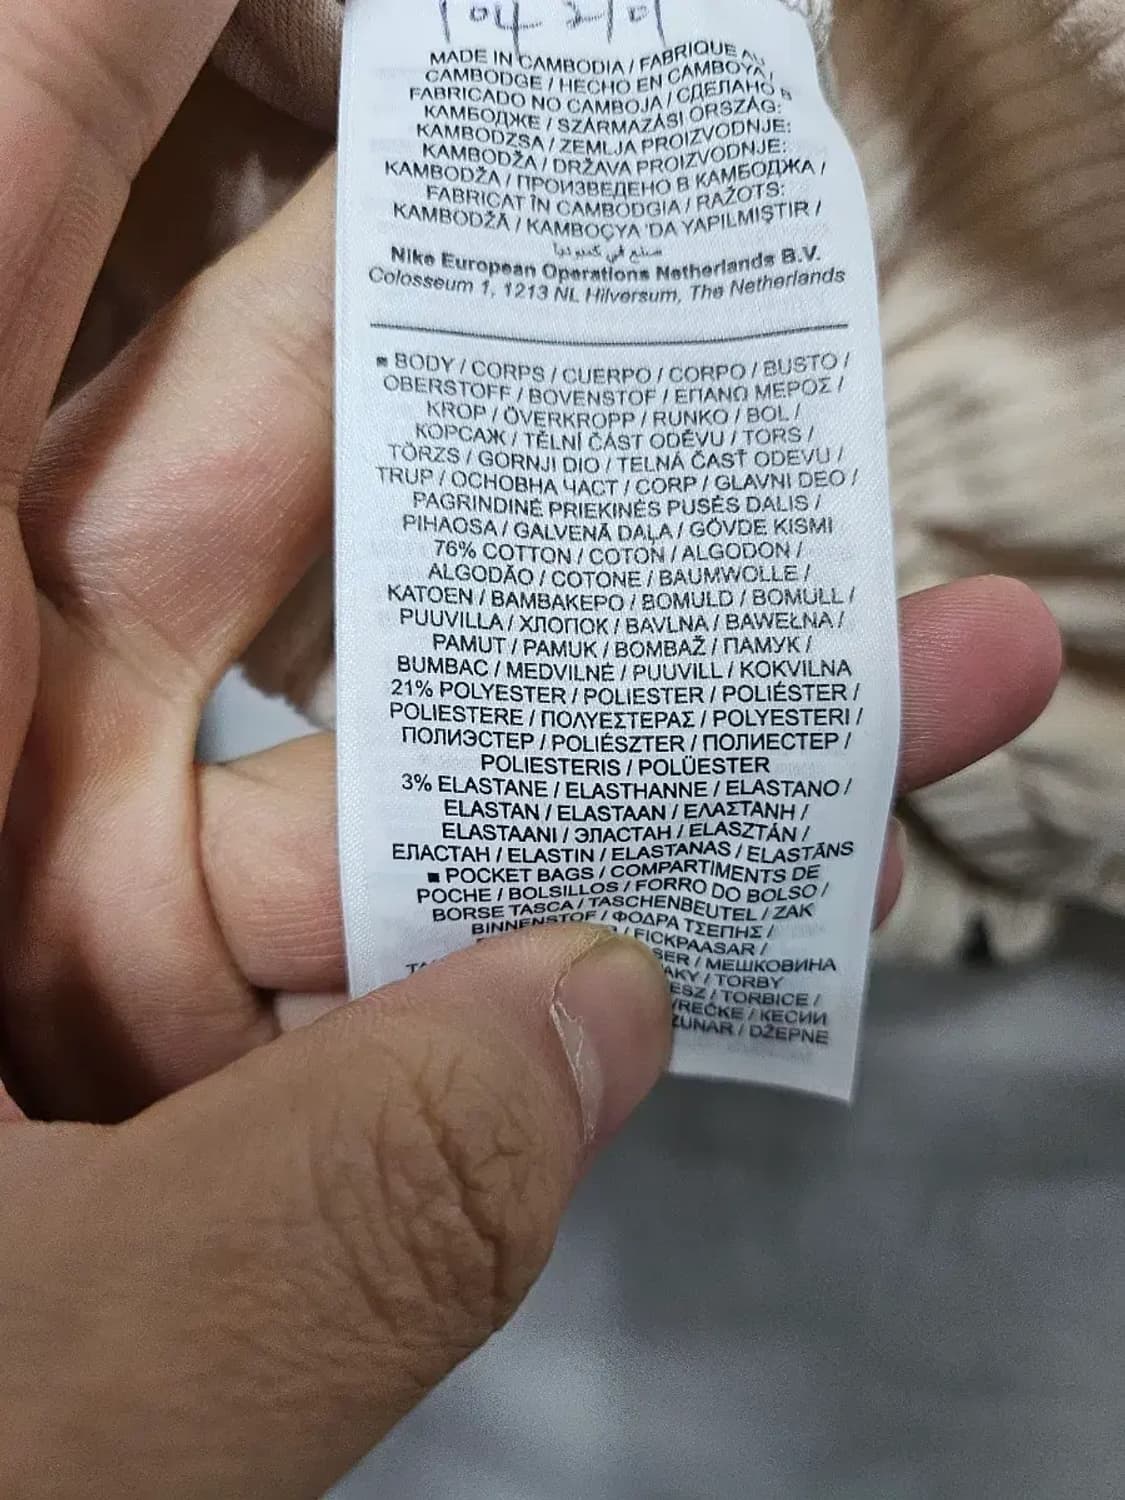 MADE IN CAMBODIA / FABRIQUE AU
CAMBODGE / HECHO EN CAMBOYA /
FABRICADO NO CAMBOJA / СДЕЛАНО В
КАМБОДЖЕ / SZÁRMAZÁSI ORSZÁG:
KAMBODZSA / ZEMLJA PROIZVODNJE:
KAMBODŽA / DRŽAVA PROIZVODNJE:
KAMBODŽA / ПРОИЗВЕДЕНО В КАМБОДЖА /
FABRICAT ÎN CAMBODGIA / RAŽOTS:
KAMBODŽĀ / KAMBOÇYA 'DA YAPILMIŞTIR /
صنع في كمبوديا
Nike European Operations Netherlands B.V.
Colosseum 1, 1213 NL Hilversum, The Netherlands
■ BODY / CORPS / CUERPO / CORPO / BUSTO /
OBERSTOFF / BOVENSTOF / ΕΠΑΝΩ ΜΕΡΟΣ /
KROP / ÖVERKROPP / RUNKO / BOL /
КОРСАЖ / TĚLNÍ ČÁST ODĚVU / TORS /
TÖRZS / GORNJI DIO / TELNÁ ČASŤ ODEVU /
TRUP / ОСНОВНА ЧАСТ / CORP / GLAVNI DEO /
PAGRINDINĖ PRIEKINĖS PUSĖS DALIS /
PIHAOSA / GALVENĀ DAĻA / GÖVDE KISMI
76% COTTON / COTON / ALGODON /
ALGODÃO / COTONE / BAUMWOLLE /
KATOEN / ΒΑΜΒΑΚΕΡΟ / BOMULD / BOMULL /
PUUVILLA / ХЛОПОК / BAVLNA / BAWEŁNA /
PAMUT / PAMUK / BOMBAŽ / ПАМУК /
BUMBAC / MEDVILNĖ / PUUVILL / KOKVILNA
21% POLYESTER / POLIESTER / POLIÉSTER /
POLIESTERE / ΠΟΛΥΕΣΤΕΡΑΣ / POLYESTERI /
ПОЛИЭСТЕР / POLIÉSZTER / ПОЛИЕСТЕР /
POLIESTERIS / POLÜESTER
3% ELASTANE / ELASTHANNE / ELASTANO /
ELASTAN / ELASTAAN / ΕΛΑΣΤΑΝΗ /
ELASTAANI / ЭЛАСТАН / ELASZTÁN /
ЕЛАСТАН / ELASTIN / ELASTANAS / ELASTĀNS
■ POCKET BAGS / COMPARTIMENTS DE
POCHE / BOLSILLOS / FORRO DO BOLSO /
BORSE TASCA / TASCHENBEUTEL / ZAK
BINNENSTOF / ΦΟΔΡΑ ΤΣΕΠΗΣ /
/ FICKPAASAR /
/ МЕШКОВИНА
/ TORBY
/ TORBICE /
/ КЕСИИ
/ DŽEPNE